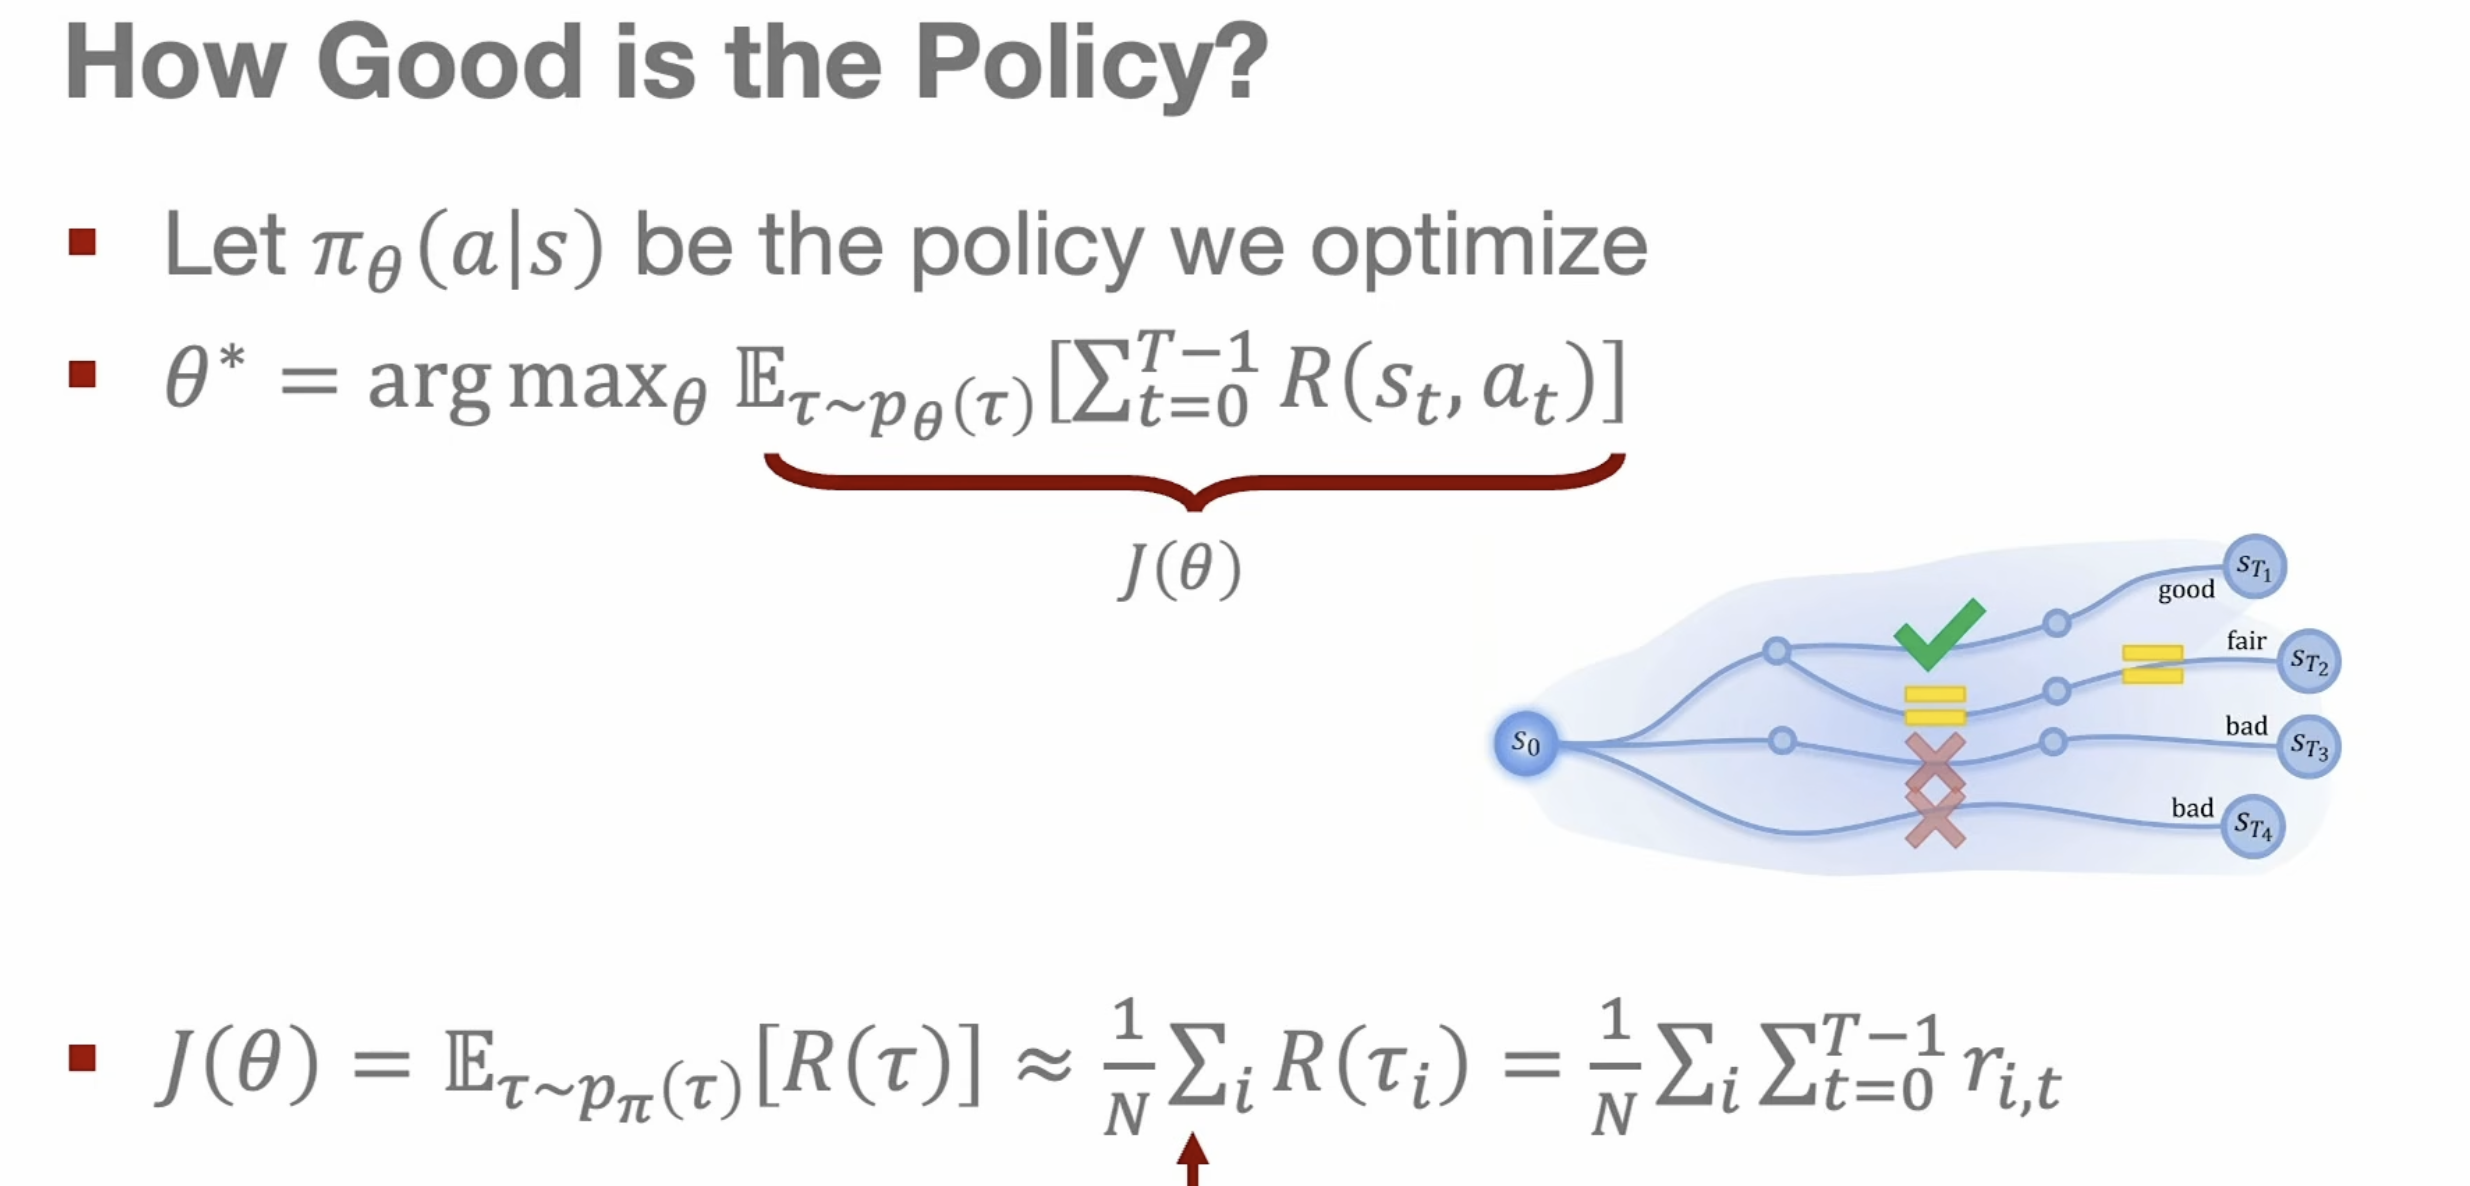 How Good is the Policy?
▪ Let π_θ(a|s) be the policy we optimize
▪ θ* = arg max_θ 𝔼_{τ~p_θ(τ)}[∑_{t=0}^{T−1} R(s_t, a_t)]
J(θ)
s_{T_1}
good
fair
s_{T_2}
s_0
bad
s_{T_3}
bad
s_{T_4}
▪ J(θ) = 𝔼_{τ~p_π(τ)}[R(τ)] ≈ 1/N ∑_i R(τ_i) = 1/N ∑_i ∑_{t=0}^{T−1} r_{i,t}